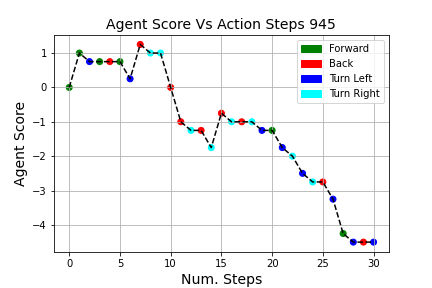 Agent Score Vs Action Steps 945
Agent Score
1
0
−1
−2
−3
−4
Forward
Back
Turn Left
Turn Right
0 5 10 15 20 25 30
Num. Steps